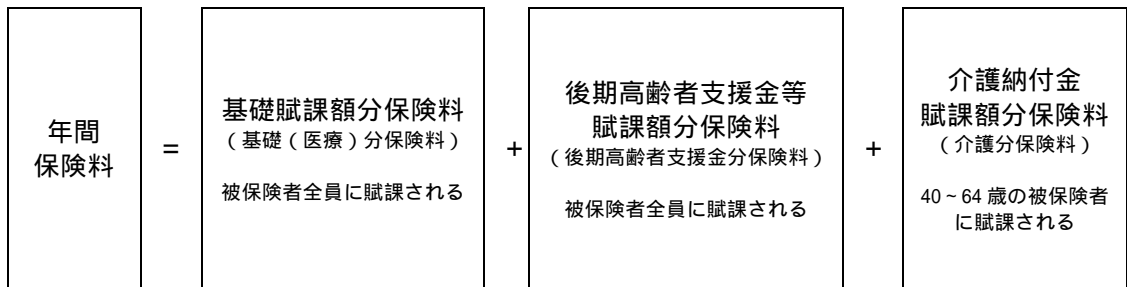 年間
保険料
=
基礎賦課額分保険料
（基礎（医療）分保険料）
被保険者全員に賦課される
+
後期高齢者支援金等
賦課額分保険料
（後期高齢者支援金分保険料）
被保険者全員に賦課される
+
介護納付金
賦課額分保険料
（介護分保険料）
40～64歳の被保険者
に賦課される